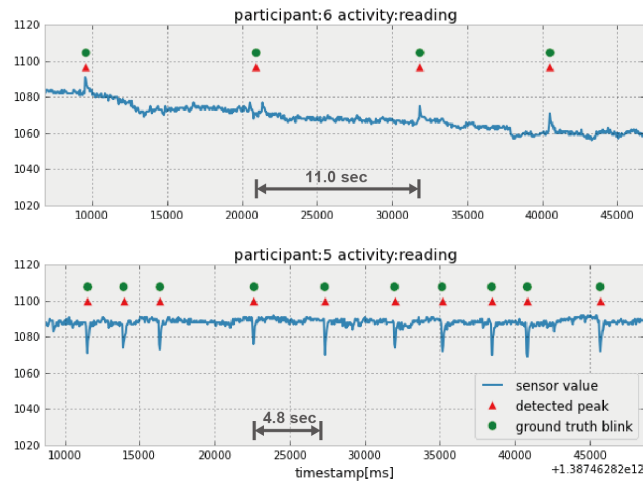 participant:6 activity:reading
1120
1100
1080
1060
1040
1020
11.0 sec
10000 15000 20000 25000 30000 35000 40000 45000
participant:5 activity:reading
1120
1100
1080
1060
1040
1020
4.8 sec
sensor value
detected peak
ground truth blink
10000 15000 20000 25000 30000 35000 40000 45000
timestamp[ms]
+1.38746282e12